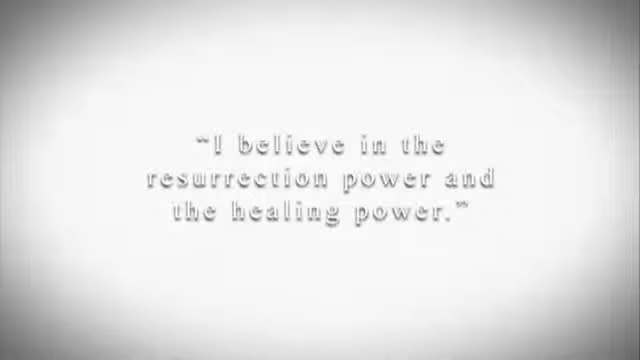 “I believe in the
resurrection power and
the healing power.”